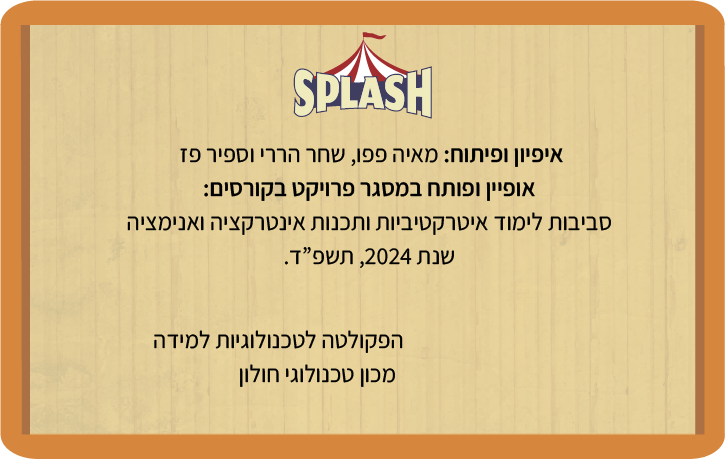 SPLASH
איפיון ופיתוח: מאיה פפו, שחר הררי וספיר פז
אופיין ופותח במסגר פרויקט בקורסים:
סביבות לימוד איטרקטיביות ותכנות אינטרקציה ואנימציה
שנת 2024, תשפ״ד.
הפקולטה לטכנולוגיות למידה
מכון טכנולוגי חולון